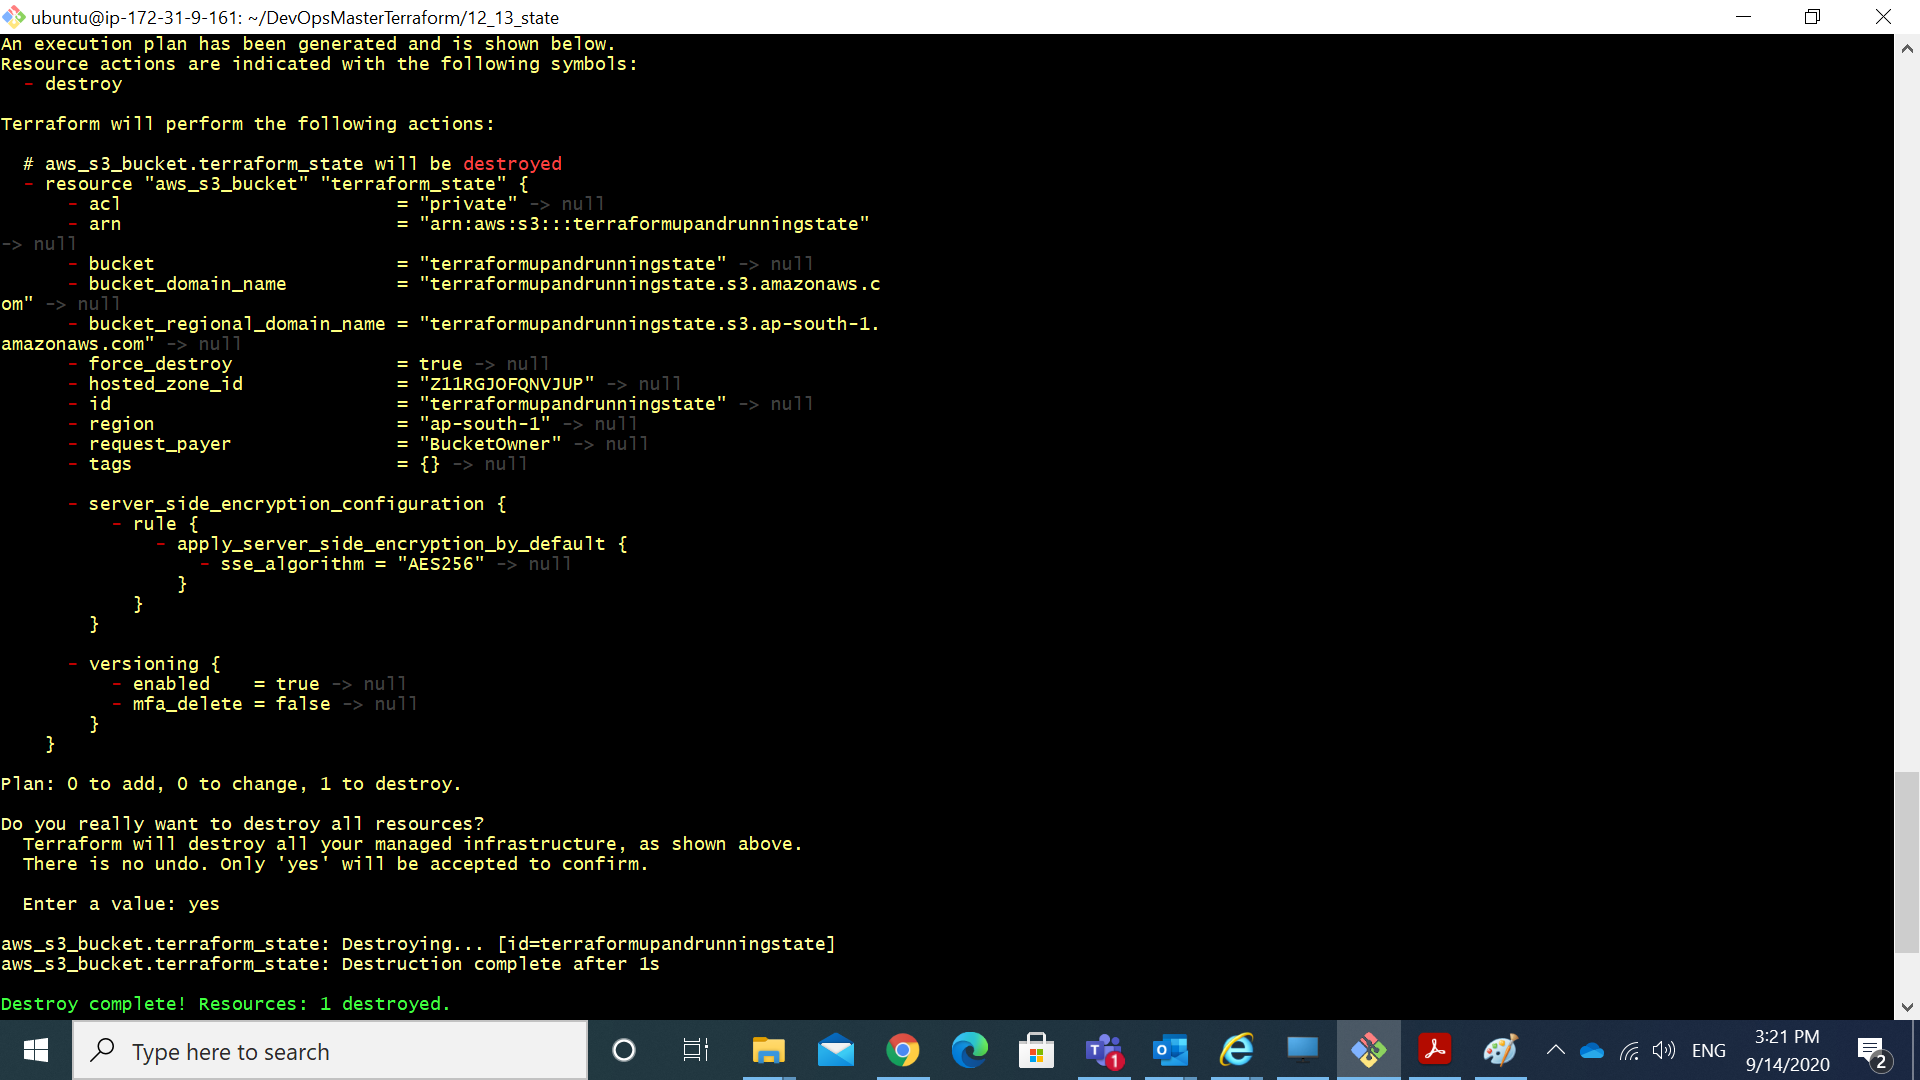 ubuntu@ip-172-31-9-161: ~/DevOpsMasterTerraform/12_13_state
An execution plan has been generated and is shown below.
Resource actions are indicated with the following symbols:
  - destroy

Terraform will perform the following actions:

  # aws_s3_bucket.terraform_state will be destroyed
  - resource "aws_s3_bucket" "terraform_state" {
      - acl                         = "private" -> null
      - arn                         = "arn:aws:s3:::terraformupandrunningstate"
-> null
      - bucket                      = "terraformupandrunningstate" -> null
      - bucket_domain_name          = "terraformupandrunningstate.s3.amazonaws.c
om" -> null
      - bucket_regional_domain_name = "terraformupandrunningstate.s3.ap-south-1.
amazonaws.com" -> null
      - force_destroy               = true -> null
      - hosted_zone_id              = "Z11RGJOFQNVJUP" -> null
      - id                          = "terraformupandrunningstate" -> null
      - region                      = "ap-south-1" -> null
      - request_payer               = "BucketOwner" -> null
      - tags                        = {} -> null

      - server_side_encryption_configuration {
          - rule {
              - apply_server_side_encryption_by_default {
                  - sse_algorithm = "AES256" -> null
                }
            }
        }

      - versioning {
          - enabled    = true -> null
          - mfa_delete = false -> null
        }
    }

Plan: 0 to add, 0 to change, 1 to destroy.

Do you really want to destroy all resources?
  Terraform will destroy all your managed infrastructure, as shown above.
  There is no undo. Only 'yes' will be accepted to confirm.

  Enter a value: yes

aws_s3_bucket.terraform_state: Destroying... [id=terraformupandrunningstate]
aws_s3_bucket.terraform_state: Destruction complete after 1s

Destroy complete! Resources: 1 destroyed.
Type here to search
1
ENG
3:21 PM
9/14/2020
2